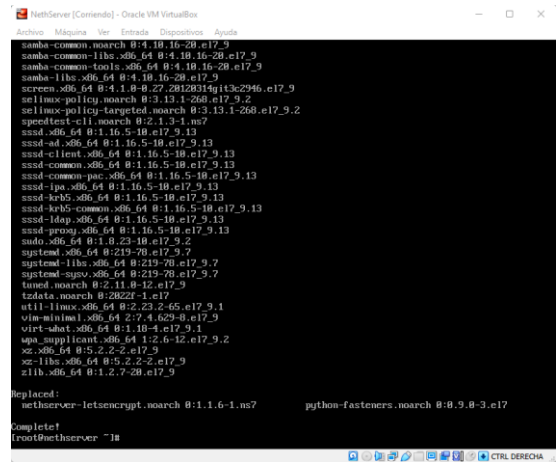 NethServer [Corriendo] - Oracle VM VirtualBox
Archivo Máquina Ver Entrada Dispositivos Ayuda
samba-common.noarch 0:4.10.16-20.el7_9
samba-common-libs.x86_64 0:4.10.16-20.el7_9
samba-common-tools.x86_64 0:4.10.16-20.el7_9
samba-libs.x86_64 0:4.10.16-20.el7_9
screen.x86_64 0:4.1.0-0.27.20120314git3c2946.el7_9
selinux-policy.noarch 0:3.13.1-268.el7_9.2
selinux-policy-targeted.noarch 0:3.13.1-268.el7_9.2
speedtest-cli.noarch 0:2.1.3-1.ns7
sssd.x86_64 0:1.16.5-10.el7_9.13
sssd-ad.x86_64 0:1.16.5-10.el7_9.13
sssd-client.x86_64 0:1.16.5-10.el7_9.13
sssd-common.x86_64 0:1.16.5-10.el7_9.13
sssd-common-pac.x86_64 0:1.16.5-10.el7_9.13
sssd-ipa.x86_64 0:1.16.5-10.el7_9.13
sssd-krb5.x86_64 0:1.16.5-10.el7_9.13
sssd-krb5-common.x86_64 0:1.16.5-10.el7_9.13
sssd-ldap.x86_64 0:1.16.5-10.el7_9.13
sssd-proxy.x86_64 0:1.16.5-10.el7_9.13
sudo.x86_64 0:1.8.23-10.el7_9.2
systemd.x86_64 0:219-78.el7_9.7
systemd-libs.x86_64 0:219-78.el7_9.7
systemd-sysv.x86_64 0:219-78.el7_9.7
tuned.noarch 0:2.11.0-12.el7_9
tzdata.noarch 0:2022f-1.el7
util-linux.x86_64 0:2.23.2-65.el7_9.1
vim-minimal.x86_64 2:7.4.629-8.el7_9
virt-what.x86_64 0:1.18-4.el7_9.1
wpa_supplicant.x86_64 1:2.6-12.el7_9.2
xz.x86_64 0:5.2.2-2.el7_9
xz-libs.x86_64 0:5.2.2-2.el7_9
zlib.x86_64 0:1.2.7-20.el7_9
Replaced:
nethserver-letsencrypt.noarch 0:1.1.6-1.ns7 python-fasteners.noarch 0:0.9.0-3.el7
Complete!
[root@nethserver ~]#
CTRL DERECHA